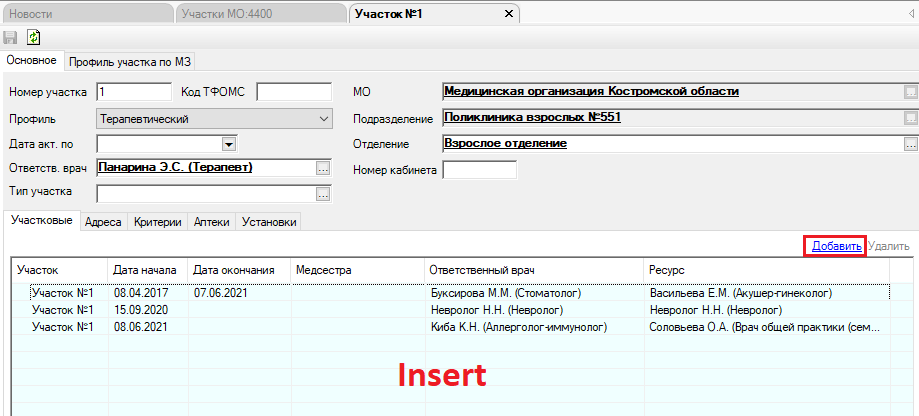 Новости Участки МО:4400 Участок №1
Основное Профиль участка по МЗ
Номер участка 1 Код ТФОМС МО Медицинская организация Костромской области
Профиль Терапевтический Подразделение Поликлиника взрослых №551
Дата акт. по Отделение Взрослое отделение
Ответств. врач Панарина Э.С. (Терапевт) ... Номер кабинета
Тип участка ...
Участковые Адреса Критерии Аптеки Установки
Добавить Удалить
Участок Дата начала Дата окончания Медсестра Ответственный врач Ресурс
Участок №1 08.04.2017 07.06.2021 Буксирова М.М. (Стоматолог) Васильева Е.М. (Акушер-гинеколог)
Участок №1 15.09.2020 Невролог Н.Н. (Невролог) Невролог Н.Н. (Невролог)
Участок №1 08.06.2021 Киба К.Н. (Аллерголог-иммунолог) Соловьева О.А. (Врач общей практики (сем...
Insert